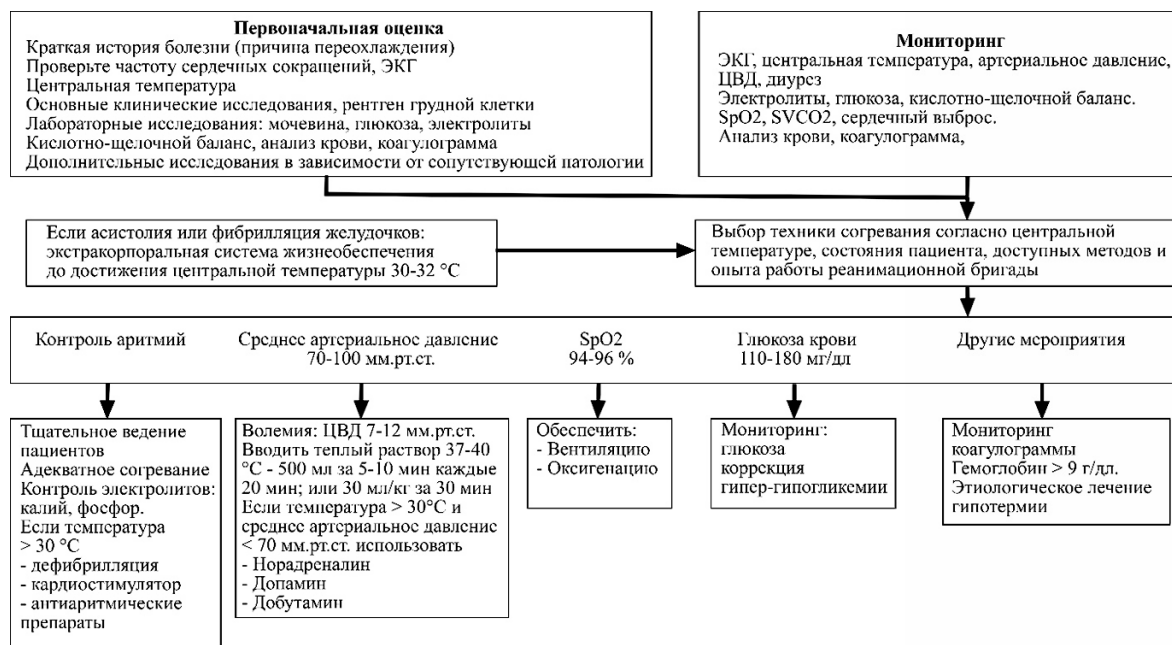 Первоначальная оценка
Краткая история болезни (причина переохлаждения)
Проверьте частоту сердечных сокращений, ЭКГ
Центральная температура
Основные клинические исследования, рентген грудной клетки
Лабораторные исследования: мочевина, глюкоза, электролиты
Кислотно-щелочной баланс, анализ крови, коагулограмма
Дополнительные исследования в зависимости от сопутствующей патологии
Мониторинг
ЭКГ, центральная температура, артериальное давление,
ЦВД, диурез
Электролиты, глюкоза, кислотно-щелочной баланс.
SpO2, SVCO2, сердечный выброс.
Анализ крови, коагулограмма,
Если асистолия или фибрилляция желудочков:
экстракорпоральная система жизнеобеспечения
до достижения центральной температуры 30-32 °C
Выбор техники согревания согласно центральной
температуре, состояния пациента, доступных методов и
опыта работы реанимационной бригады
Контроль аритмий
Среднее артериальное давление
70-100 мм.рт.ст.
SpO2
94-96 %
Глюкоза крови
110-180 мг/дл
Другие мероприятия
Тщательное ведение
пациентов
Адекватное согревание
Контроль электролитов:
калий, фосфор.
Если температура
> 30 °C
- дефибрилляция
- кардиостимулятор
- антиаритмические
препараты
Волемия: ЦВД 7-12 мм.рт.ст.
Вводить теплый раствор 37-40
°C - 500 мл за 5-10 мин каждые
20 мин; или 30 мл/кг за 30 мин
Если температура > 30°C и
среднее артериальное давление
< 70 мм.рт.ст. использовать
- Норадреналин
- Допамин
- Добутамин
Обеспечить:
- Вентиляцию
- Оксигенацию
Мониторинг:
глюкоза
коррекция
гипер-гипогликемии
Мониторинг
коагулограммы
Гемоглобин > 9 г/дл.
Этиологическое лечение
гипотермии